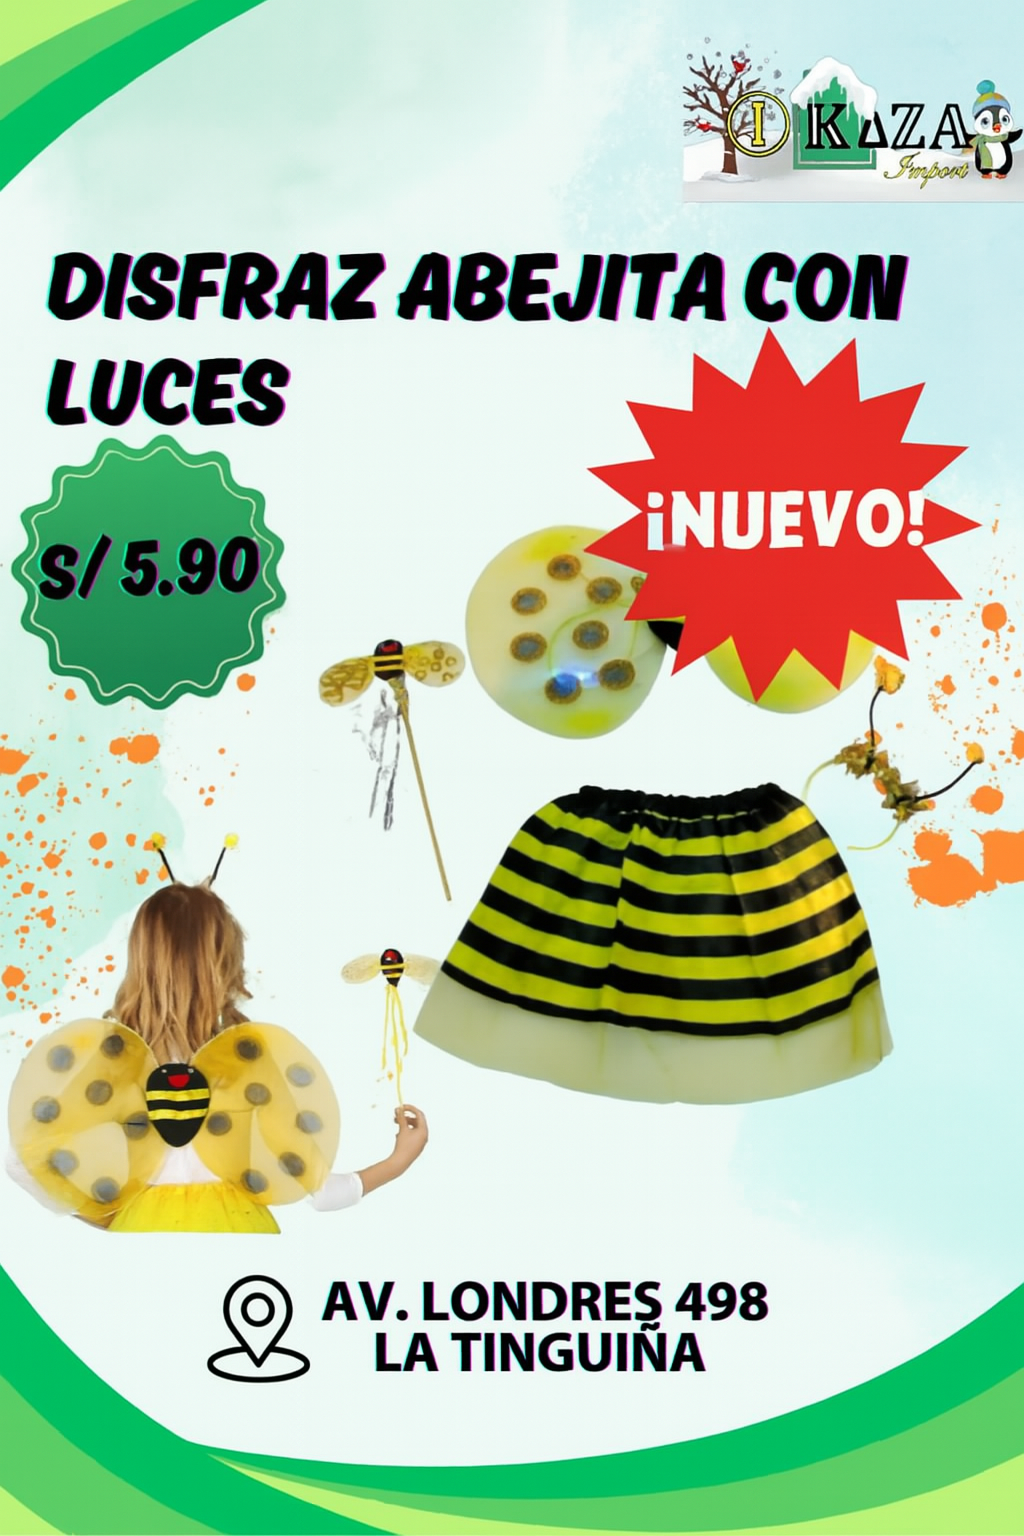 I KAZA
Import
DISFRAZ ABEJITA CON
LUCES
¡NUEVO!
S/ 5.90
AV. LONDRES 498
LA TINGUIÑA